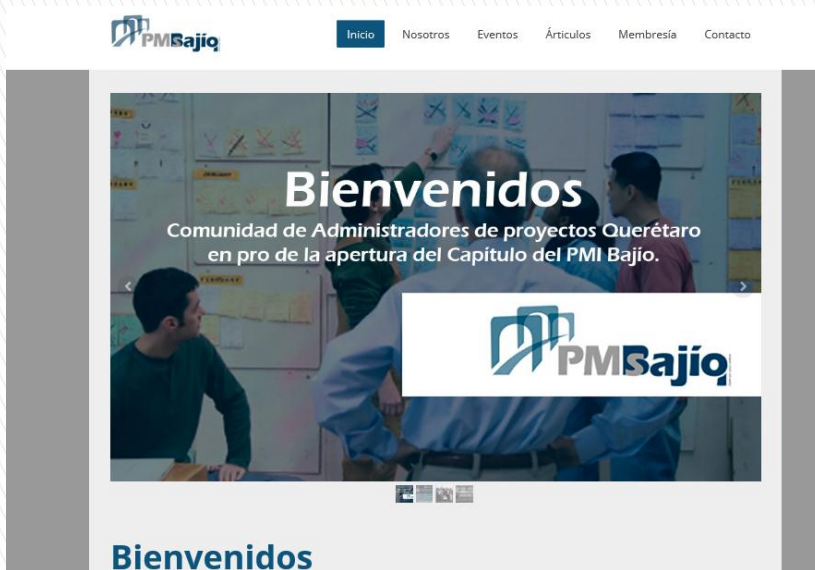 PMBajío
Inicio Nosotros Eventos Árticulos Membresía Contacto
Bienvenidos
Comunidad de Administradores de proyectos Querétaro
en pro de la apertura del Capítulo del PMI Bajío.
PMBajío
Bienvenidos